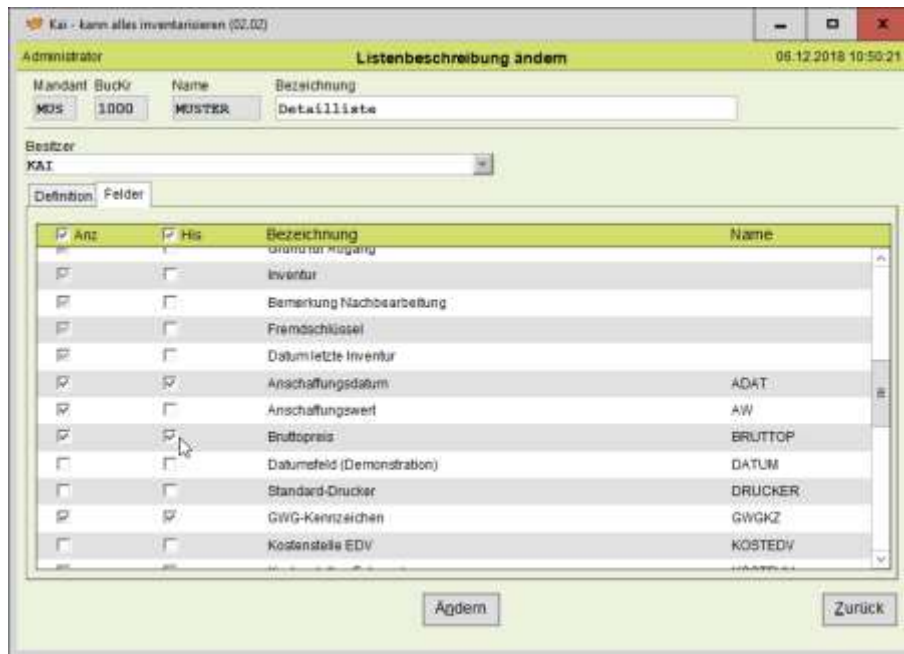 Kai - kann alles inventarisieren (02.02)
Administrator Listenbeschreibung ändern 06.12.2018 10:50:21
Mandant BucKr Name Bezeichnung
MUS 1000 MUSTER Detailliste
Besitzer
KAI
Definition Felder
Anz His Bezeichnung Name
Inventur
Bemerkung Nachbearbeitung
Fremdschlüssel
Datum letzte Inventur
Anschaffungsdatum ADAT
Anschaffungswert AW
Bruttopreis BRUTTOP
Datumsfeld (Demonstration) DATUM
Standard-Drucker DRUCKER
GWG-Kennzeichen GWGKZ
Kostenstelle EDV KOSTEDV
Ändern Zurück